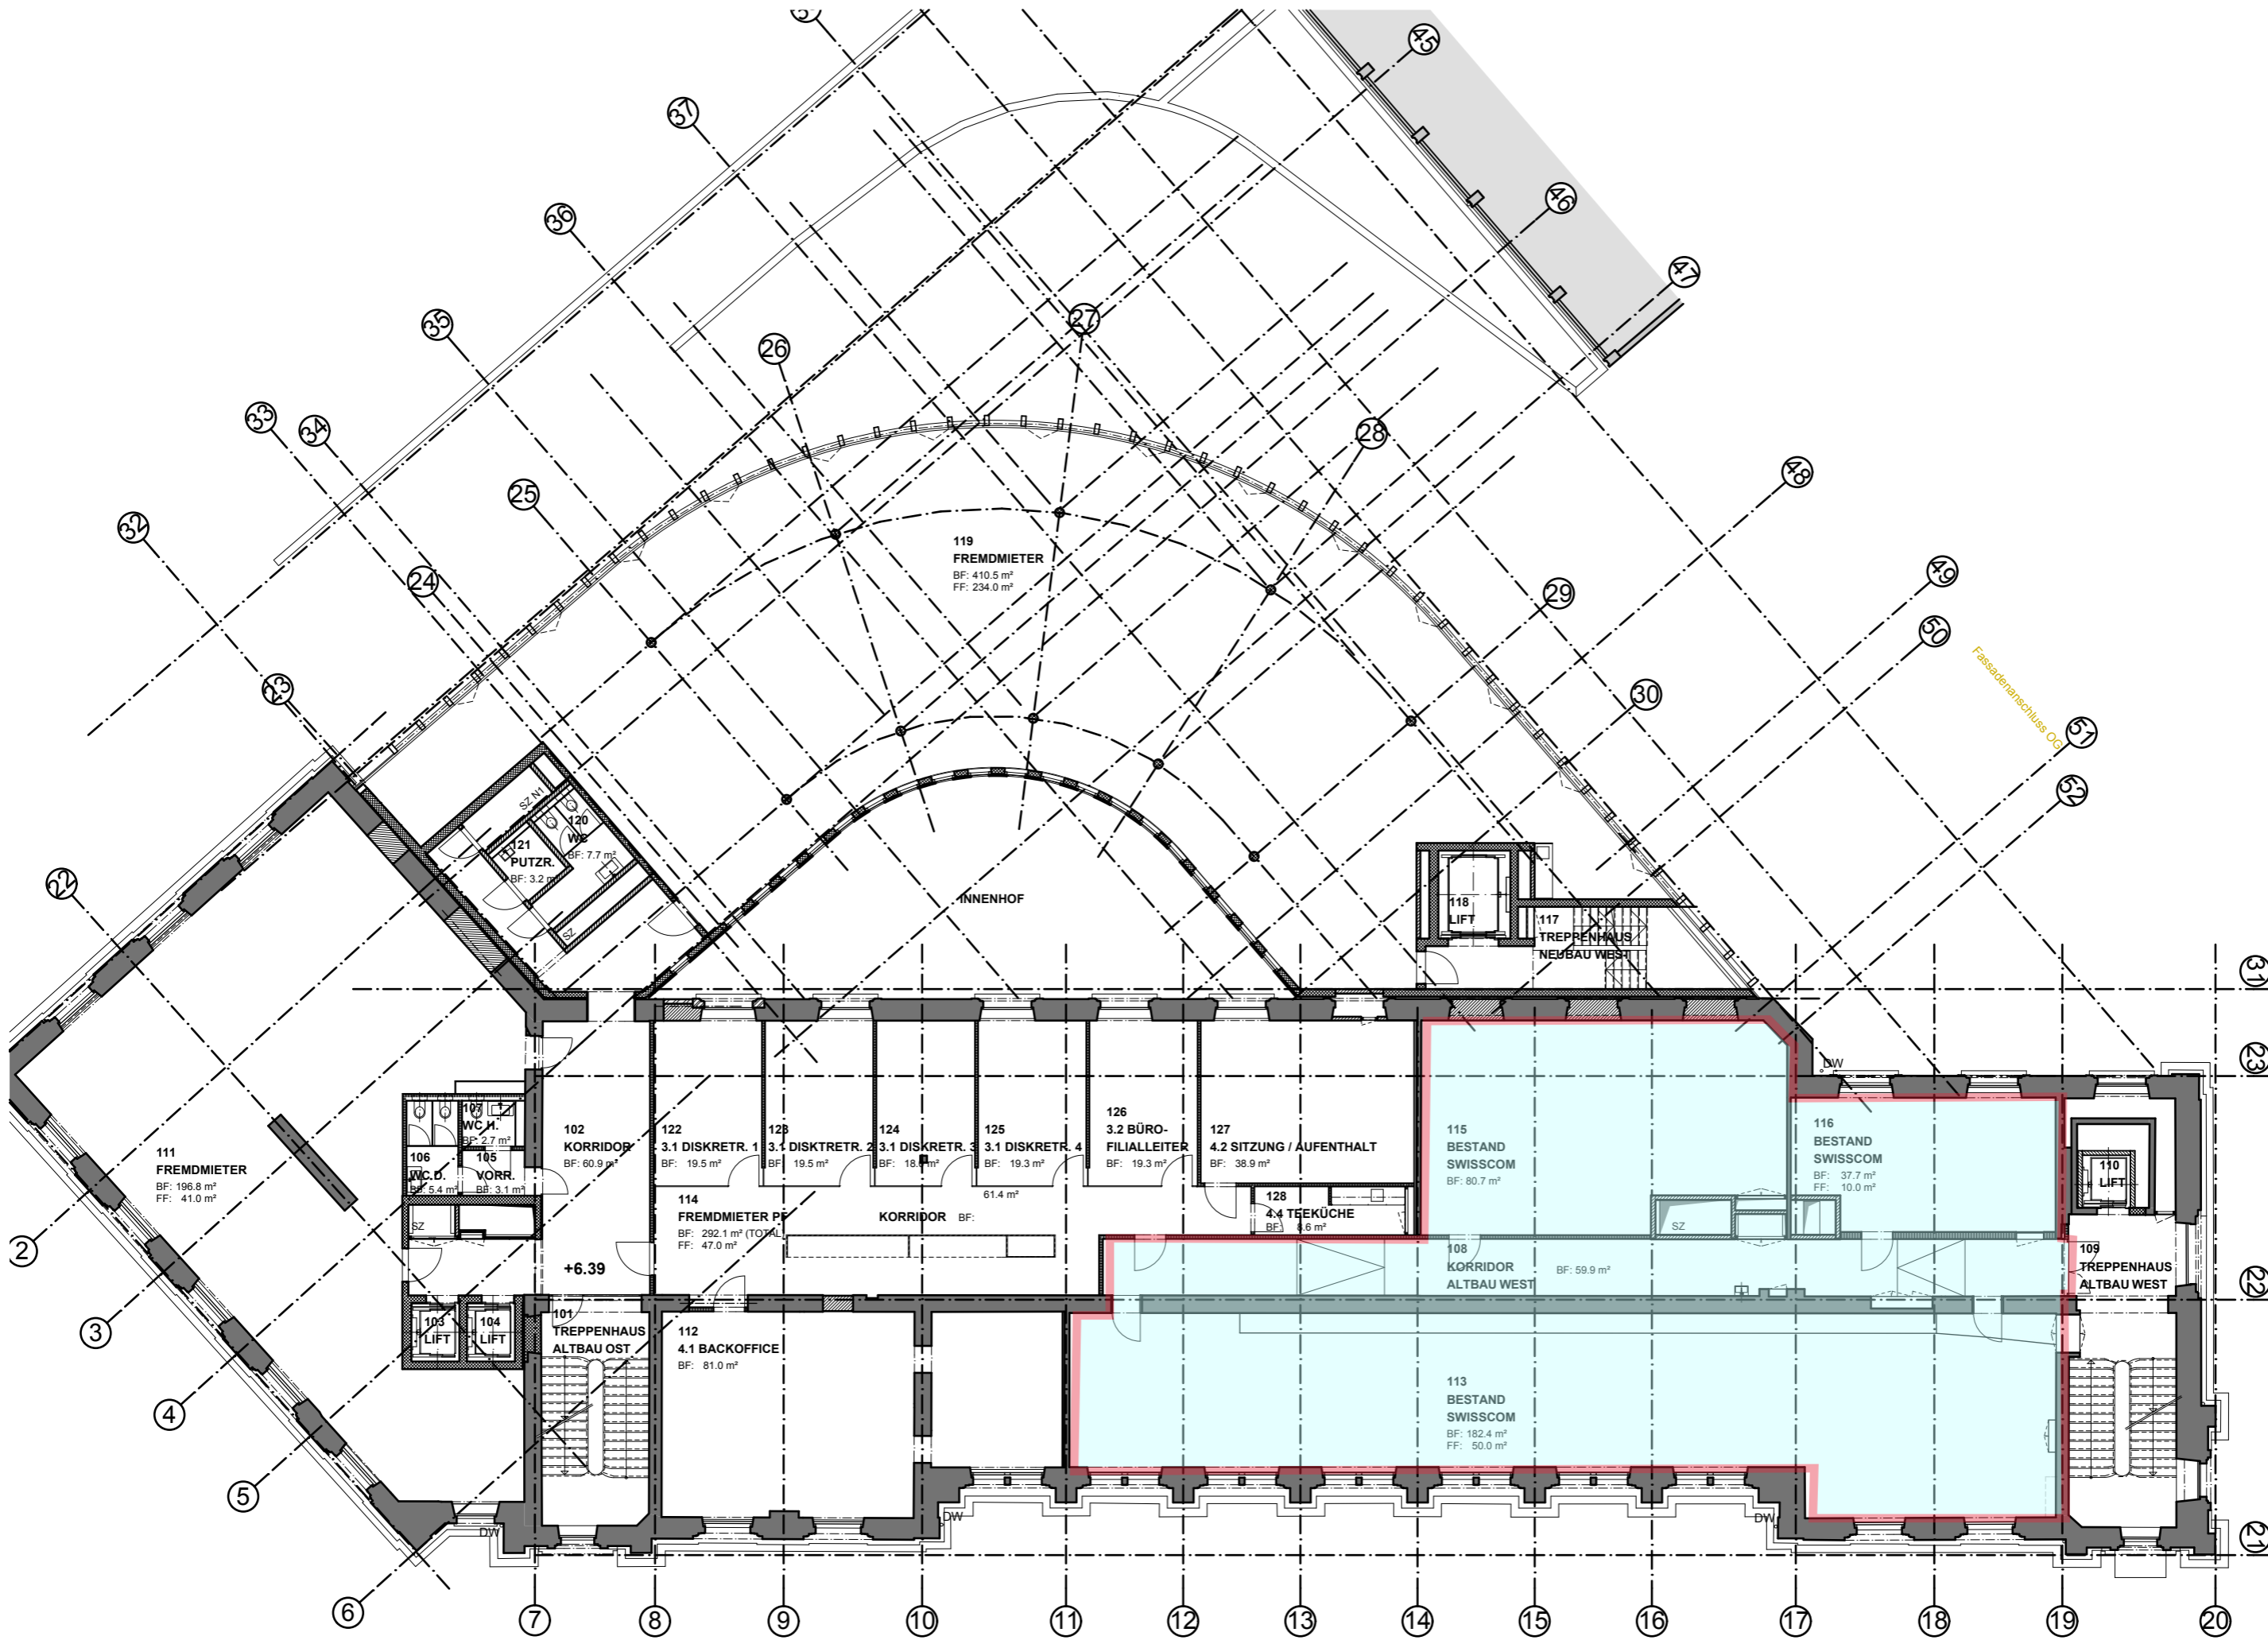 45
37
46
36
47
27
35
26
33
34
28
48
25
32
119
FREMDMIETER
BF: 410.5 m²
FF: 234.0 m²
24
29
49
50
Fassadenanschluss OG
23
30
51
52
SZ N1
120
WC
BF: 7.7 m²
121
PUTZR.
BF: 3.2 m²
22
SZ
INNENHOF
118
LIFT
117
TREPPENHAUS
NEUBAU WEST
31
23
DW
107
WC H.
BF: 2.7 m²
106
WC D.
BF: 5.4 m²
105
VORR.
BF: 3.1 m²
111
FREMDMIETER
BF: 196.8 m²
FF: 41.0 m²
102
KORRIDOR
BF: 60.9 m²
122
3.1 DISKRETR. 1
BF: 19.5 m²
123
3.1 DISKTRETR. 2
BF: 19.5 m²
124
3.1 DISKRETR. 3
BF: 18. m²
125
3.1 DISKRETR. 4
BF: 19.3 m²
126
3.2 BÜRO-
FILIALLEITER
BF: 19.3 m²
127
4.2 SITZUNG / AUFENTHALT
BF: 38.9 m²
115
BESTAND
SWISSCOM
BF: 80.7 m²
116
BESTAND
SWISSCOM
BF: 37.7 m²
FF: 10.0 m²
110
LIFT
61.4 m²
114
FREMDMIETER PF
BF: 292.1 m² (TOTAL
FF: 47.0 m²
KORRIDOR BF:
128
4.4 TEEKÜCHE
BF: 8.6 m²
SZ
SZ
2
+6.39
108
KORRIDOR
ALTBAU WEST
BF: 59.9 m²
109
TREPPENHAUS
ALTBAU WEST
22
3
103
LIFT
104
LIFT
101
TREPPENHAUS
ALTBAU OST
112
4.1 BACKOFFICE
BF: 81.0 m²
113
BESTAND
SWISSCOM
BF: 182.4 m²
FF: 50.0 m²
4
5
DW
DW
DW
21
6
7
8
9
10
11
12
13
14
15
16
17
18
19
20